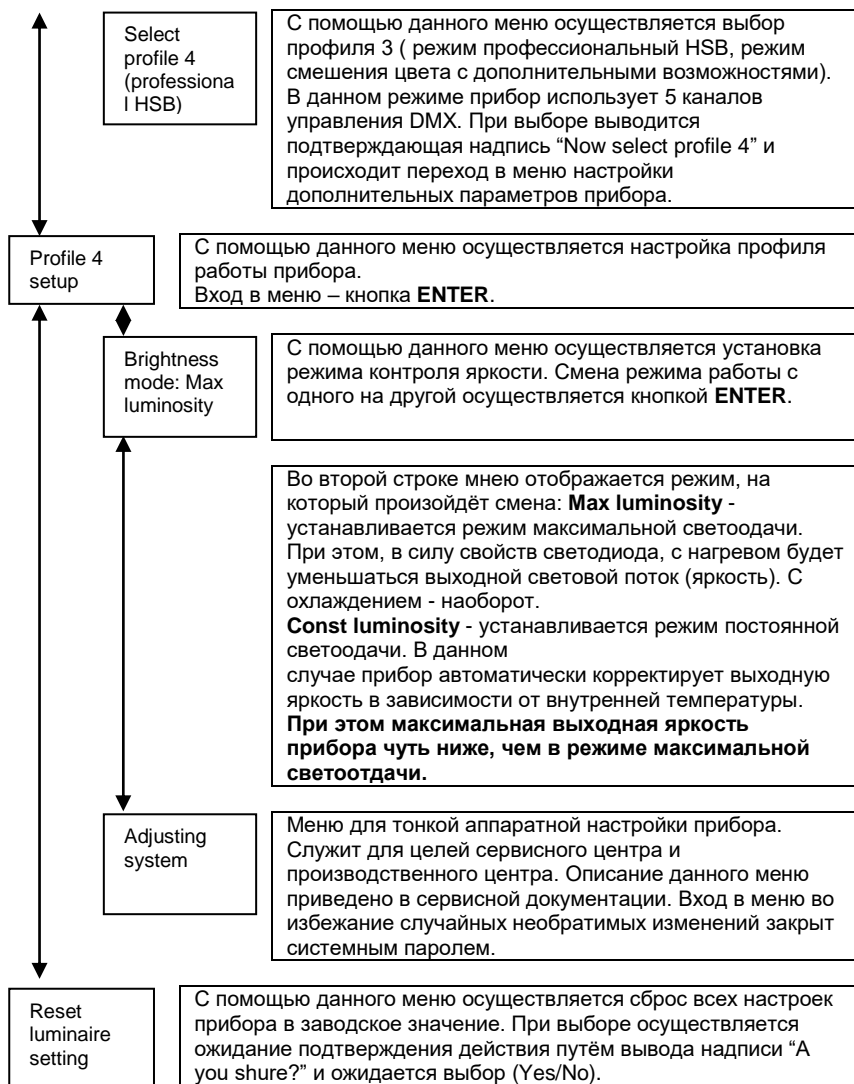 Select
profile 4
(professiona
l HSB)
С помощью данного меню осуществляется выбор
профиля 3 ( режим профессиональный HSB, режим
смешения цвета с дополнительными возможностями).
В данном режиме прибор использует 5 каналов
управления DMX. При выборе выводится
подтверждающая надпись “Now select profile 4” и
происходит переход в меню настройки
дополнительных параметров прибора.
Profile 4
setup
С помощью данного меню осуществляется настройка профиля
работы прибора.
Вход в меню – кнопка ENTER.
Brightness
mode: Max
luminosity
С помощью данного меню осуществляется установка
режима контроля яркости. Смена режима работы с
одного на другой осуществляется кнопкой ENTER.
Во второй строке мнею отображается режим, на
который произойдёт смена: Max luminosity -
устанавливается режим максимальной светоодачи.
При этом, в силу свойств светодиода, с нагревом будет
уменьшаться выходной световой поток (яркость). С
охлаждением - наоборот.
Const luminosity - устанавливается режим постоянной
светоодачи. В данном
случае прибор автоматически корректирует выходную
яркость в зависимости от внутренней температуры.
При этом максимальная выходная яркость
прибора чуть ниже, чем в режиме максимальной
светоотдачи.
Adjusting
system
Меню для тонкой аппаратной настройки прибора.
Служит для целей сервисного центра и
производственного центра. Описание данного меню
приведено в сервисной документации. Вход в меню во
избежание случайных необратимых изменений закрыт
системным паролем.
Reset
luminaire
setting
С помощью данного меню осуществляется сброс всех настроек
прибора в заводское значение. При выборе осуществляется
ожидание подтверждения действия путём вывода надписи “A
you shure?” и ожидается выбор (Yes/No).